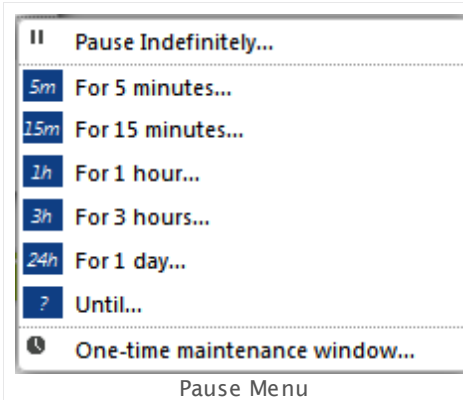 Pause Indefinitely...
5m For 5 minutes...
15m For 15 minutes...
1h For 1 hour...
3h For 3 hours...
24h For 1 day...
? Until...
One-time maintenance window...
Pause Menu